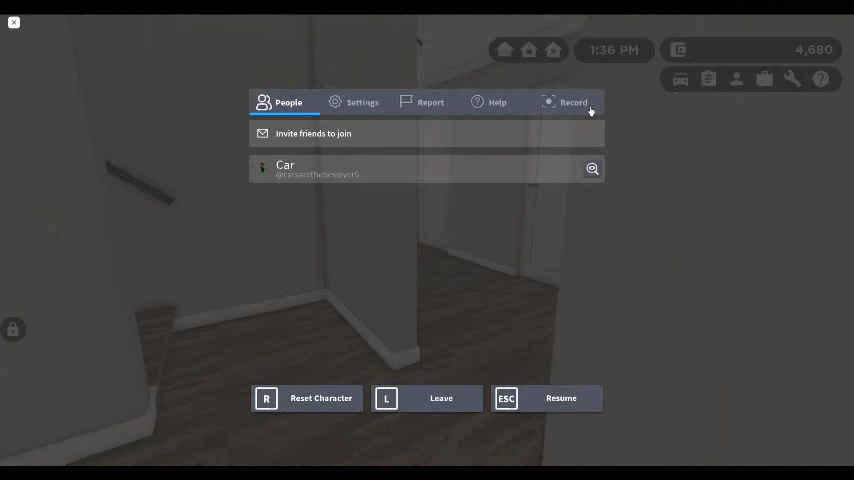 1:36 PM
4,680
People
Settings
Report
Help
Record
Invite friends to join
Car
@carsarethebestever5
R
Reset Character
L
Leave
ESC
Resume